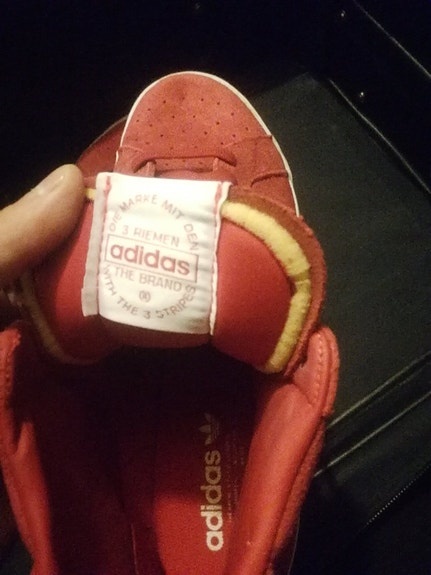 DIE MARKE MIT DEN
3 RIEMEN
adidas
THE BRAND
®
WITH THE 3 STRIPES
adidas